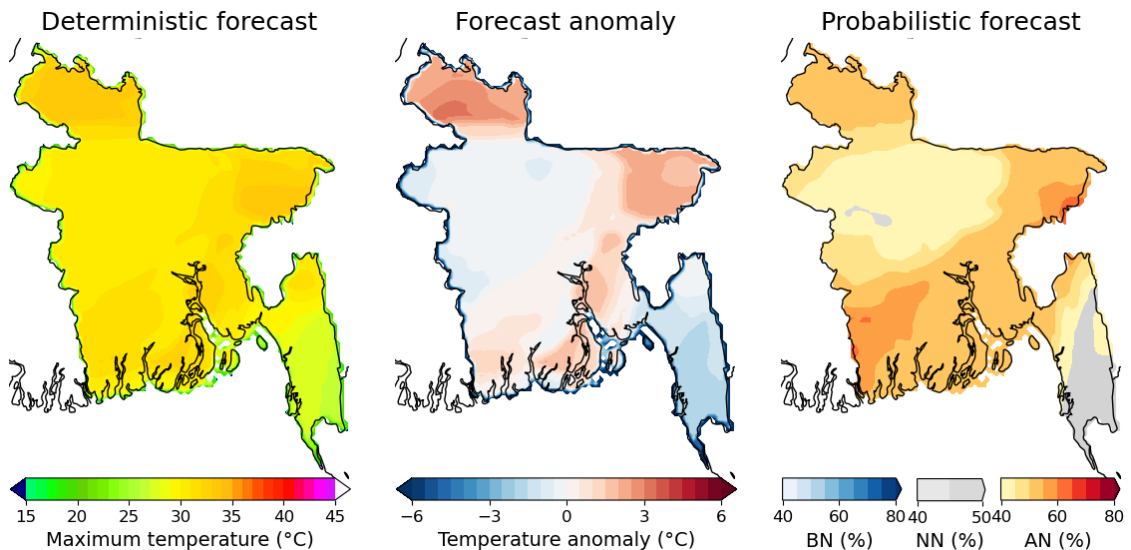 Deterministic forecast
Forecast anomaly
Probabilistic forecast
15 20 25 30 35 40 45
Maximum temperature (°C)
−6 −3 0 3 6
Temperature anomaly (°C)
40 60 80
BN (%)
40 50
NN (%)
40 60 80
AN (%)